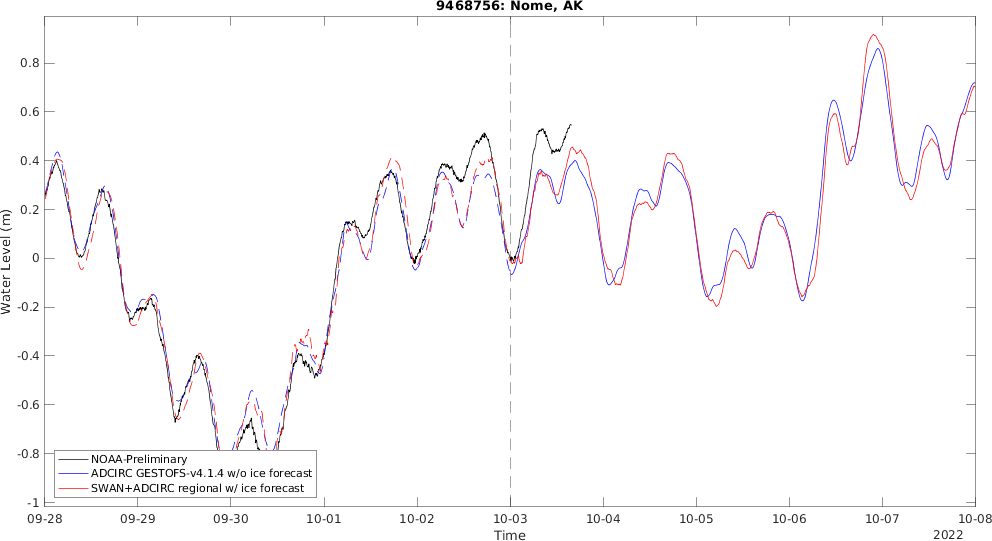 9468756: Nome, AK
0.8
0.6
0.4
0.2
0
-0.2
-0.4
-0.6
-0.8
-1
Water Level (m)
NOAA-Preliminary
ADCIRC GESTOFS-v4.1.4 w/o ice forecast
SWAN+ADCIRC regional w/ ice forecast
09-28 09-29 09-30 10-01 10-02 10-03 10-04 10-05 10-06 10-07 10-08
Time
2022